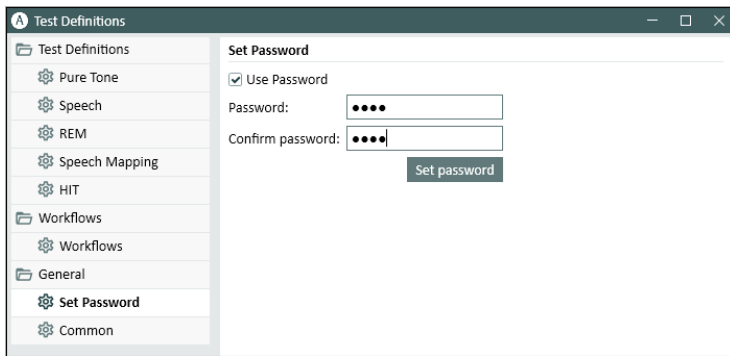 A Test Definitions
Test Definitions
Pure Tone
Speech
REM
Speech Mapping
HIT
Workflows
Workflows
General
Set Password
Common
Set Password
Use Password
Password: ●●●●
Confirm password: ●●●●
Set password